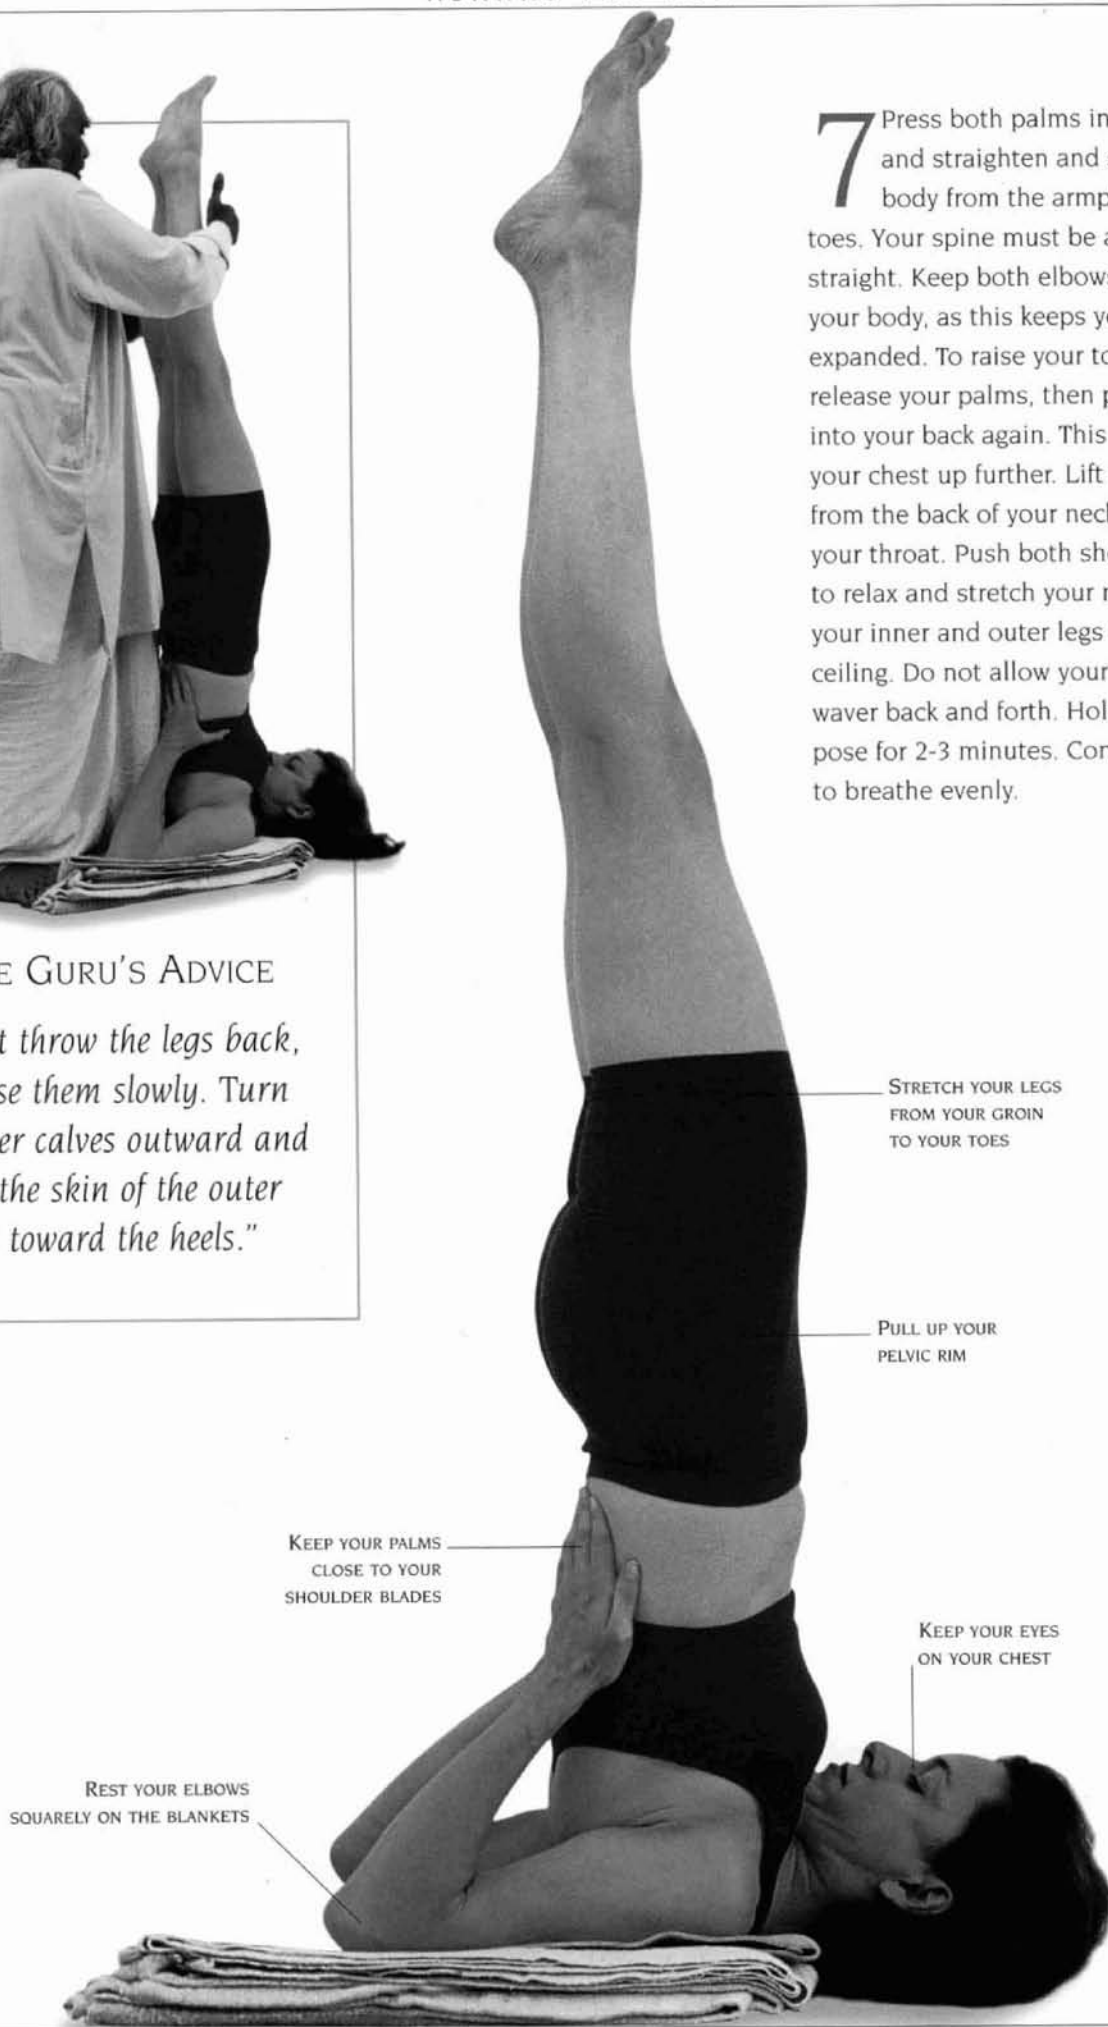 7
Press both palms in
and straighten and
body from the armp
toes. Your spine must be a
straight. Keep both elbows
your body, as this keeps y
expanded. To raise your to
release your palms, then p
into your back again. This
your chest up further. Lift
from the back of your neck
your throat. Push both sh
to relax and stretch your
your inner and outer legs
ceiling. Do not allow your
waver back and forth. Hol
pose for 2-3 minutes. Con
to breathe evenly.
E GURU'S ADVICE
t throw the legs back,
se them slowly. Turn
er calves outward and
the skin of the outer
toward the heels."
STRETCH YOUR LEGS
FROM YOUR GROIN
TO YOUR TOES
PULL UP YOUR
PELVIC RIM
KEEP YOUR PALMS
CLOSE TO YOUR
SHOULDER BLADES
KEEP YOUR EYES
ON YOUR CHEST
REST YOUR ELBOWS
SQUARELY ON THE BLANKETS